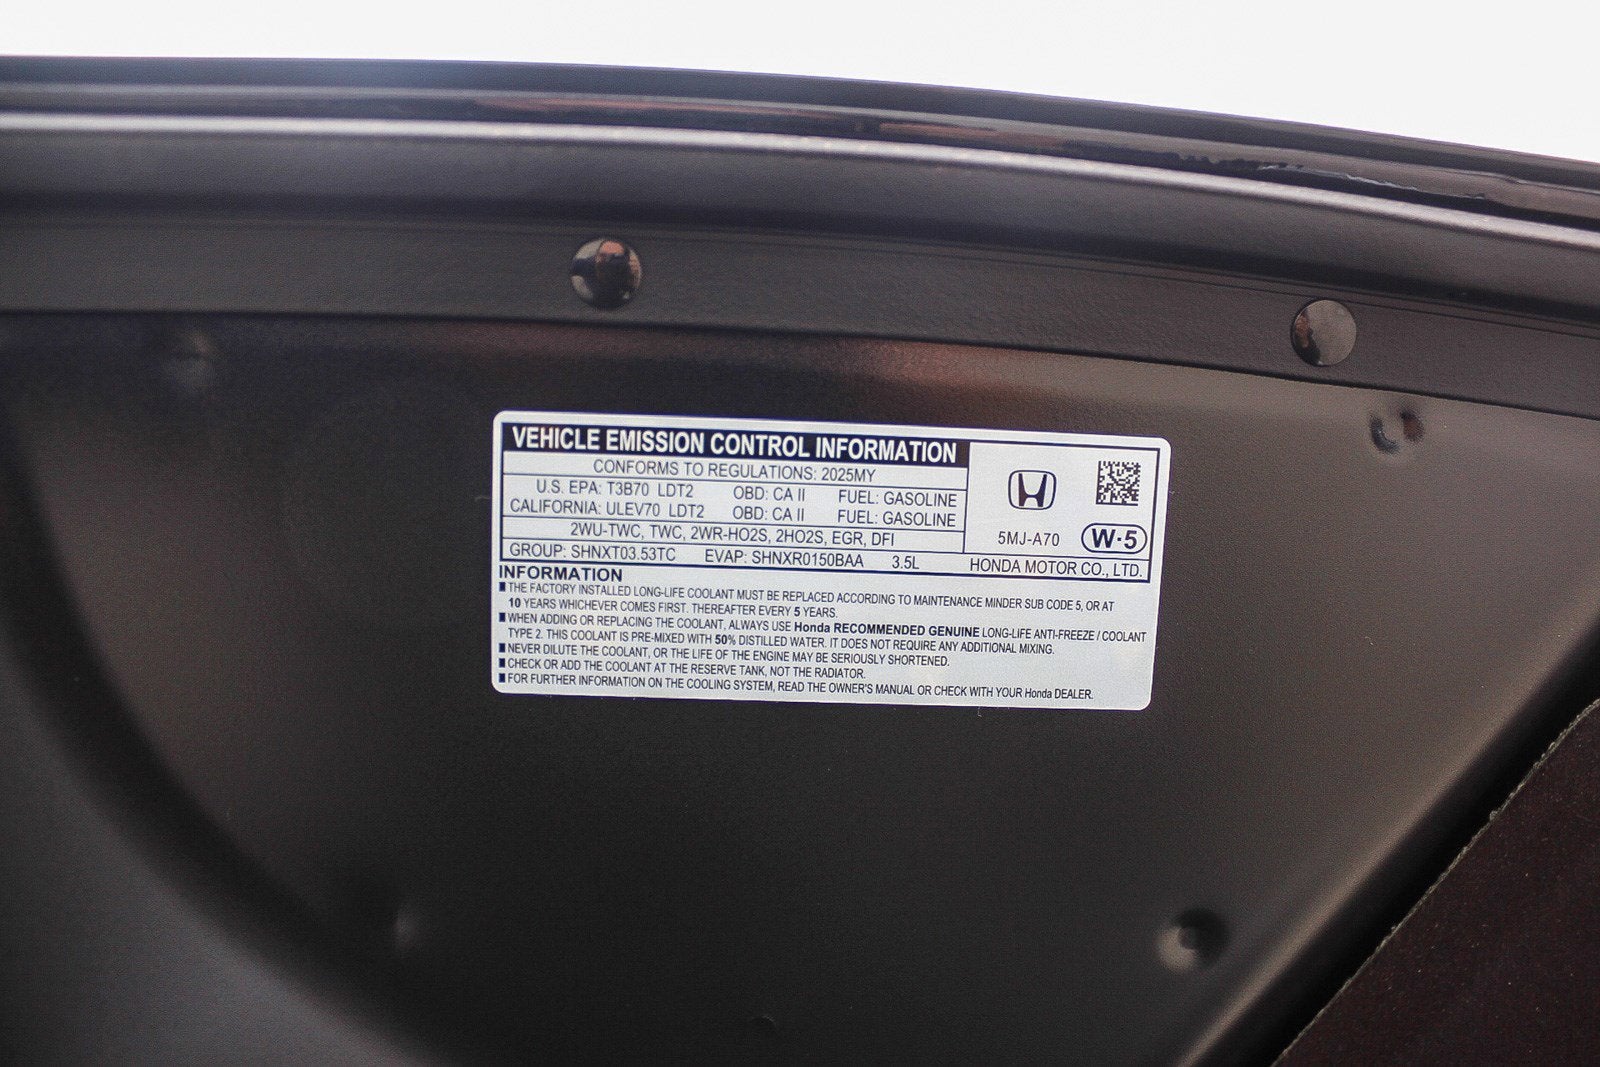 VEHICLE EMISSION CONTROL INFORMATION
CONFORMS TO REGULATIONS: 2025MY
U.S. EPA: T3B70 LDT2 OBD: CA II FUEL: GASOLINE
CALIFORNIA: ULEV70 LDT2 OBD: CA II FUEL: GASOLINE
2WU-TWC, TWC, 2WR-HO2S, 2HO2S, EGR, DFI
5MJ-A70 W·5
GROUP: SHNXT03.53TC EVAP: SHNXR0150BAA 3.5L HONDA MOTOR CO., LTD.
INFORMATION
■ THE FACTORY INSTALLED LONG-LIFE COOLANT MUST BE REPLACED ACCORDING TO MAINTENANCE MINDER SUB CODE 5, OR AT
10 YEARS WHICHEVER COMES FIRST. THEREAFTER EVERY 5 YEARS.
■ WHEN ADDING OR REPLACING THE COOLANT, ALWAYS USE Honda RECOMMENDED GENUINE LONG-LIFE ANTI-FREEZE / COOLANT
TYPE 2. THIS COOLANT IS PRE-MIXED WITH 50% DISTILLED WATER. IT DOES NOT REQUIRE ANY ADDITIONAL MIXING.
■ NEVER DILUTE THE COOLANT, OR THE LIFE OF THE ENGINE MAY BE SERIOUSLY SHORTENED.
■ CHECK OR ADD THE COOLANT AT THE RESERVE TANK, NOT THE RADIATOR.
■ FOR FURTHER INFORMATION ON THE COOLING SYSTEM, READ THE OWNER'S MANUAL OR CHECK WITH YOUR Honda DEALER.